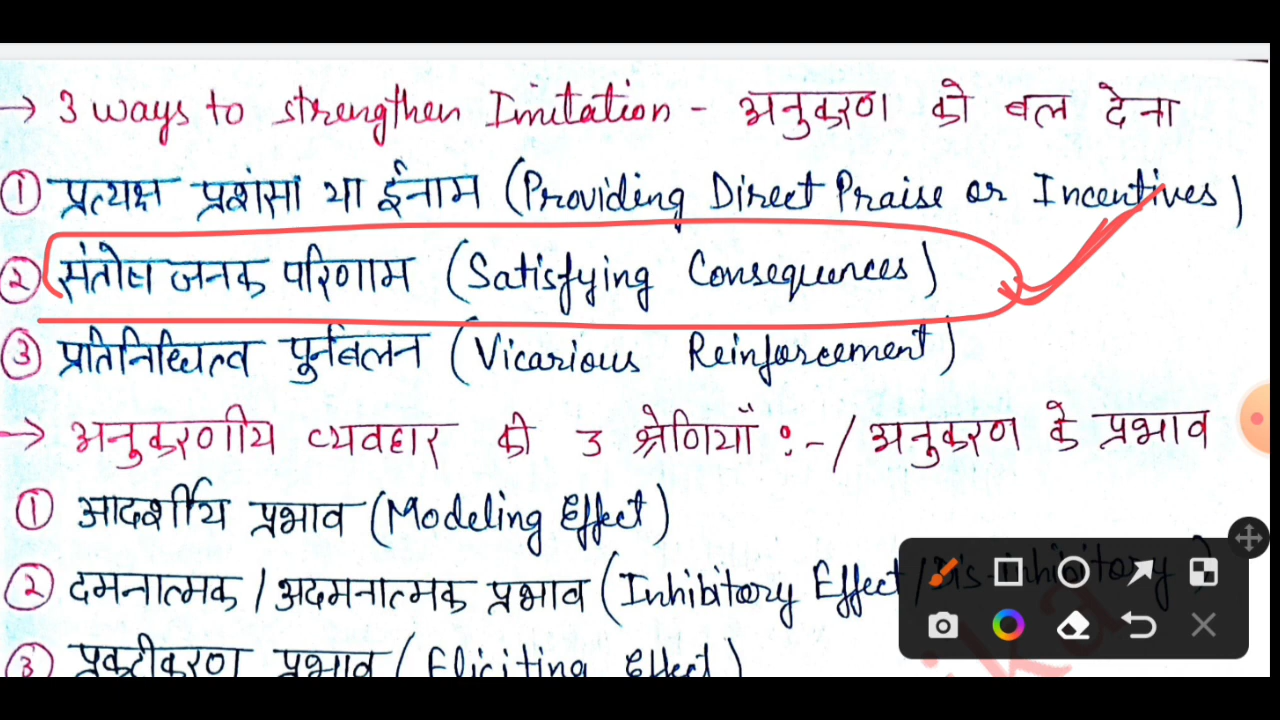 → 3 ways to strengthen Imitation - अनुकरण को बल देना
① प्रत्यक्ष प्रशंसा या ईनाम (Providing Direct Praise or Incentives)
② संतोष जनक परिणाम (Satisfying Consequences)
③ प्रतिनिधित्व पुर्नबलन (Vicarious Reinforcement)
→ अनुकरणीय व्यवहार की 3 श्रेणियाँ :- / अनुकरण के प्रभाव
① आदर्शीय प्रभाव (Modeling Effect)
② दमनात्मक / अदमनात्मक प्रभाव (Inhibitory Effect / Dis-inhibitory)
③ प्रकटीकरण प्रभाव (Eliciting Effect)